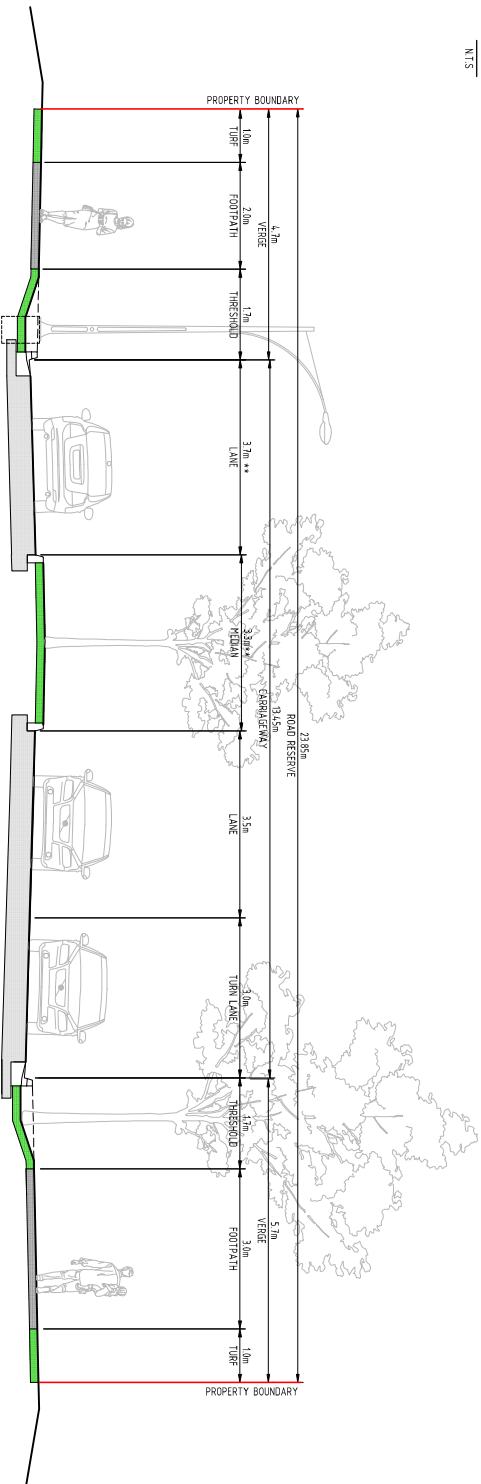 N.T.S
PROPERTY BOUNDARY
23.85m
ROAD RESERVE
4.7m
VERGE
13.45m
CARRIAGEWAY
5.7m
VERGE
1.0m
TURF
2.0m
FOOTPATH
1.7m
THRESHOLD
3.7m **
LANE
3.3m**
MEDIAN
3.5m
LANE
3.0m
TURN LANE
1.7m
THRESHOLD
3.0m
FOOTPATH
1.0m
TURF
PROPERTY BOUNDARY